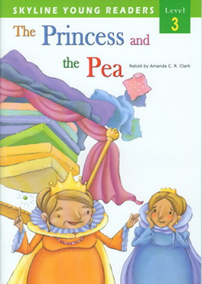 SKYLINE YOUNG READERS
Level
3
The Princess and
the Pea
Retold by Amanda C. R. Clark